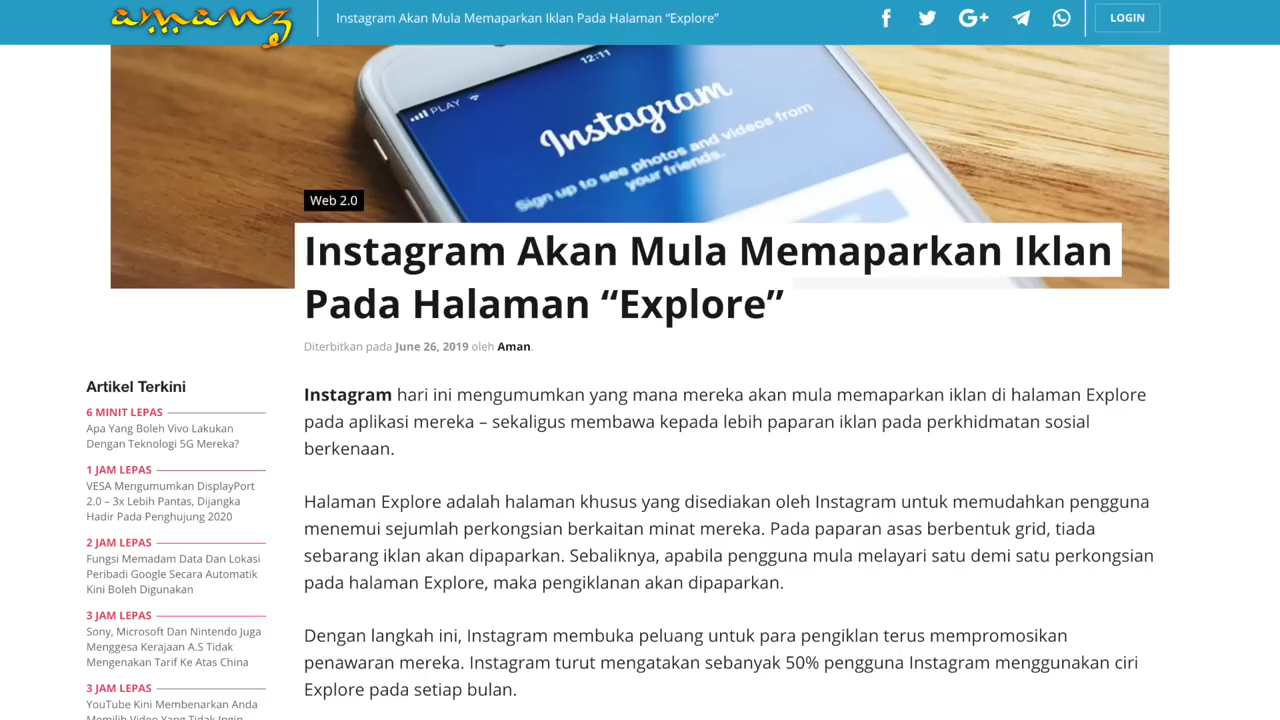 amanz
Instagram Akan Mula Memaparkan Iklan Pada Halaman “Explore”
LOGIN
12:11
PLAY
Instagram
Sign up to see photos and videos from
your friends.
Web 2.0
Instagram Akan Mula Memaparkan Iklan
Pada Halaman “Explore”
Diterbitkan pada June 26, 2019 oleh Aman.
Artikel Terkini
6 MINIT LEPAS
Apa Yang Boleh Vivo Lakukan
Dengan Teknologi 5G Mereka?
1 JAM LEPAS
VESA Mengumumkan DisplayPort
2.0 – 3x Lebih Pantas, Dijangka
Hadir Pada Penghujung 2020
2 JAM LEPAS
Fungsi Memadam Data Dan Lokasi
Peribadi Google Secara Automatik
Kini Boleh Digunakan
3 JAM LEPAS
Sony, Microsoft Dan Nintendo Juga
Menggesa Kerajaan A.S Tidak
Mengenakan Tarif Ke Atas China
3 JAM LEPAS
YouTube Kini Membenarkan Anda
Memilih Video Yang Tidak Ingin
Instagram hari ini mengumumkan yang mana mereka akan mula memaparkan iklan di halaman Explore
pada aplikasi mereka – sekaligus membawa kepada lebih paparan iklan pada perkhidmatan sosial
berkenaan.
Halaman Explore adalah halaman khusus yang disediakan oleh Instagram untuk memudahkan pengguna
menemui sejumlah perkongsian berkaitan minat mereka. Pada paparan asas berbentuk grid, tiada
sebarang iklan akan dipaparkan. Sebaliknya, apabila pengguna mula melayari satu demi satu perkongsian
pada halaman Explore, maka pengiklanan akan dipaparkan.
Dengan langkah ini, Instagram membuka peluang untuk para pengiklan terus mempromosikan
penawaran mereka. Instagram turut mengatakan sebanyak 50% pengguna Instagram menggunakan ciri
Explore pada setiap bulan.